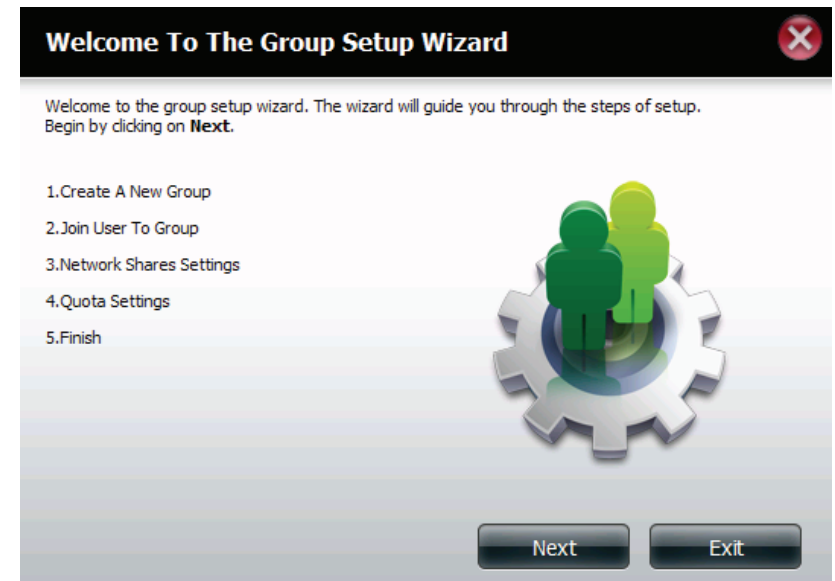 Welcome To The Group Setup Wizard
Welcome to the group setup wizard. The wizard will guide you through the steps of setup.
Begin by clicking on Next.
1.Create A New Group
2.Join User To Group
3.Network Shares Settings
4.Quota Settings
5.Finish
Next
Exit